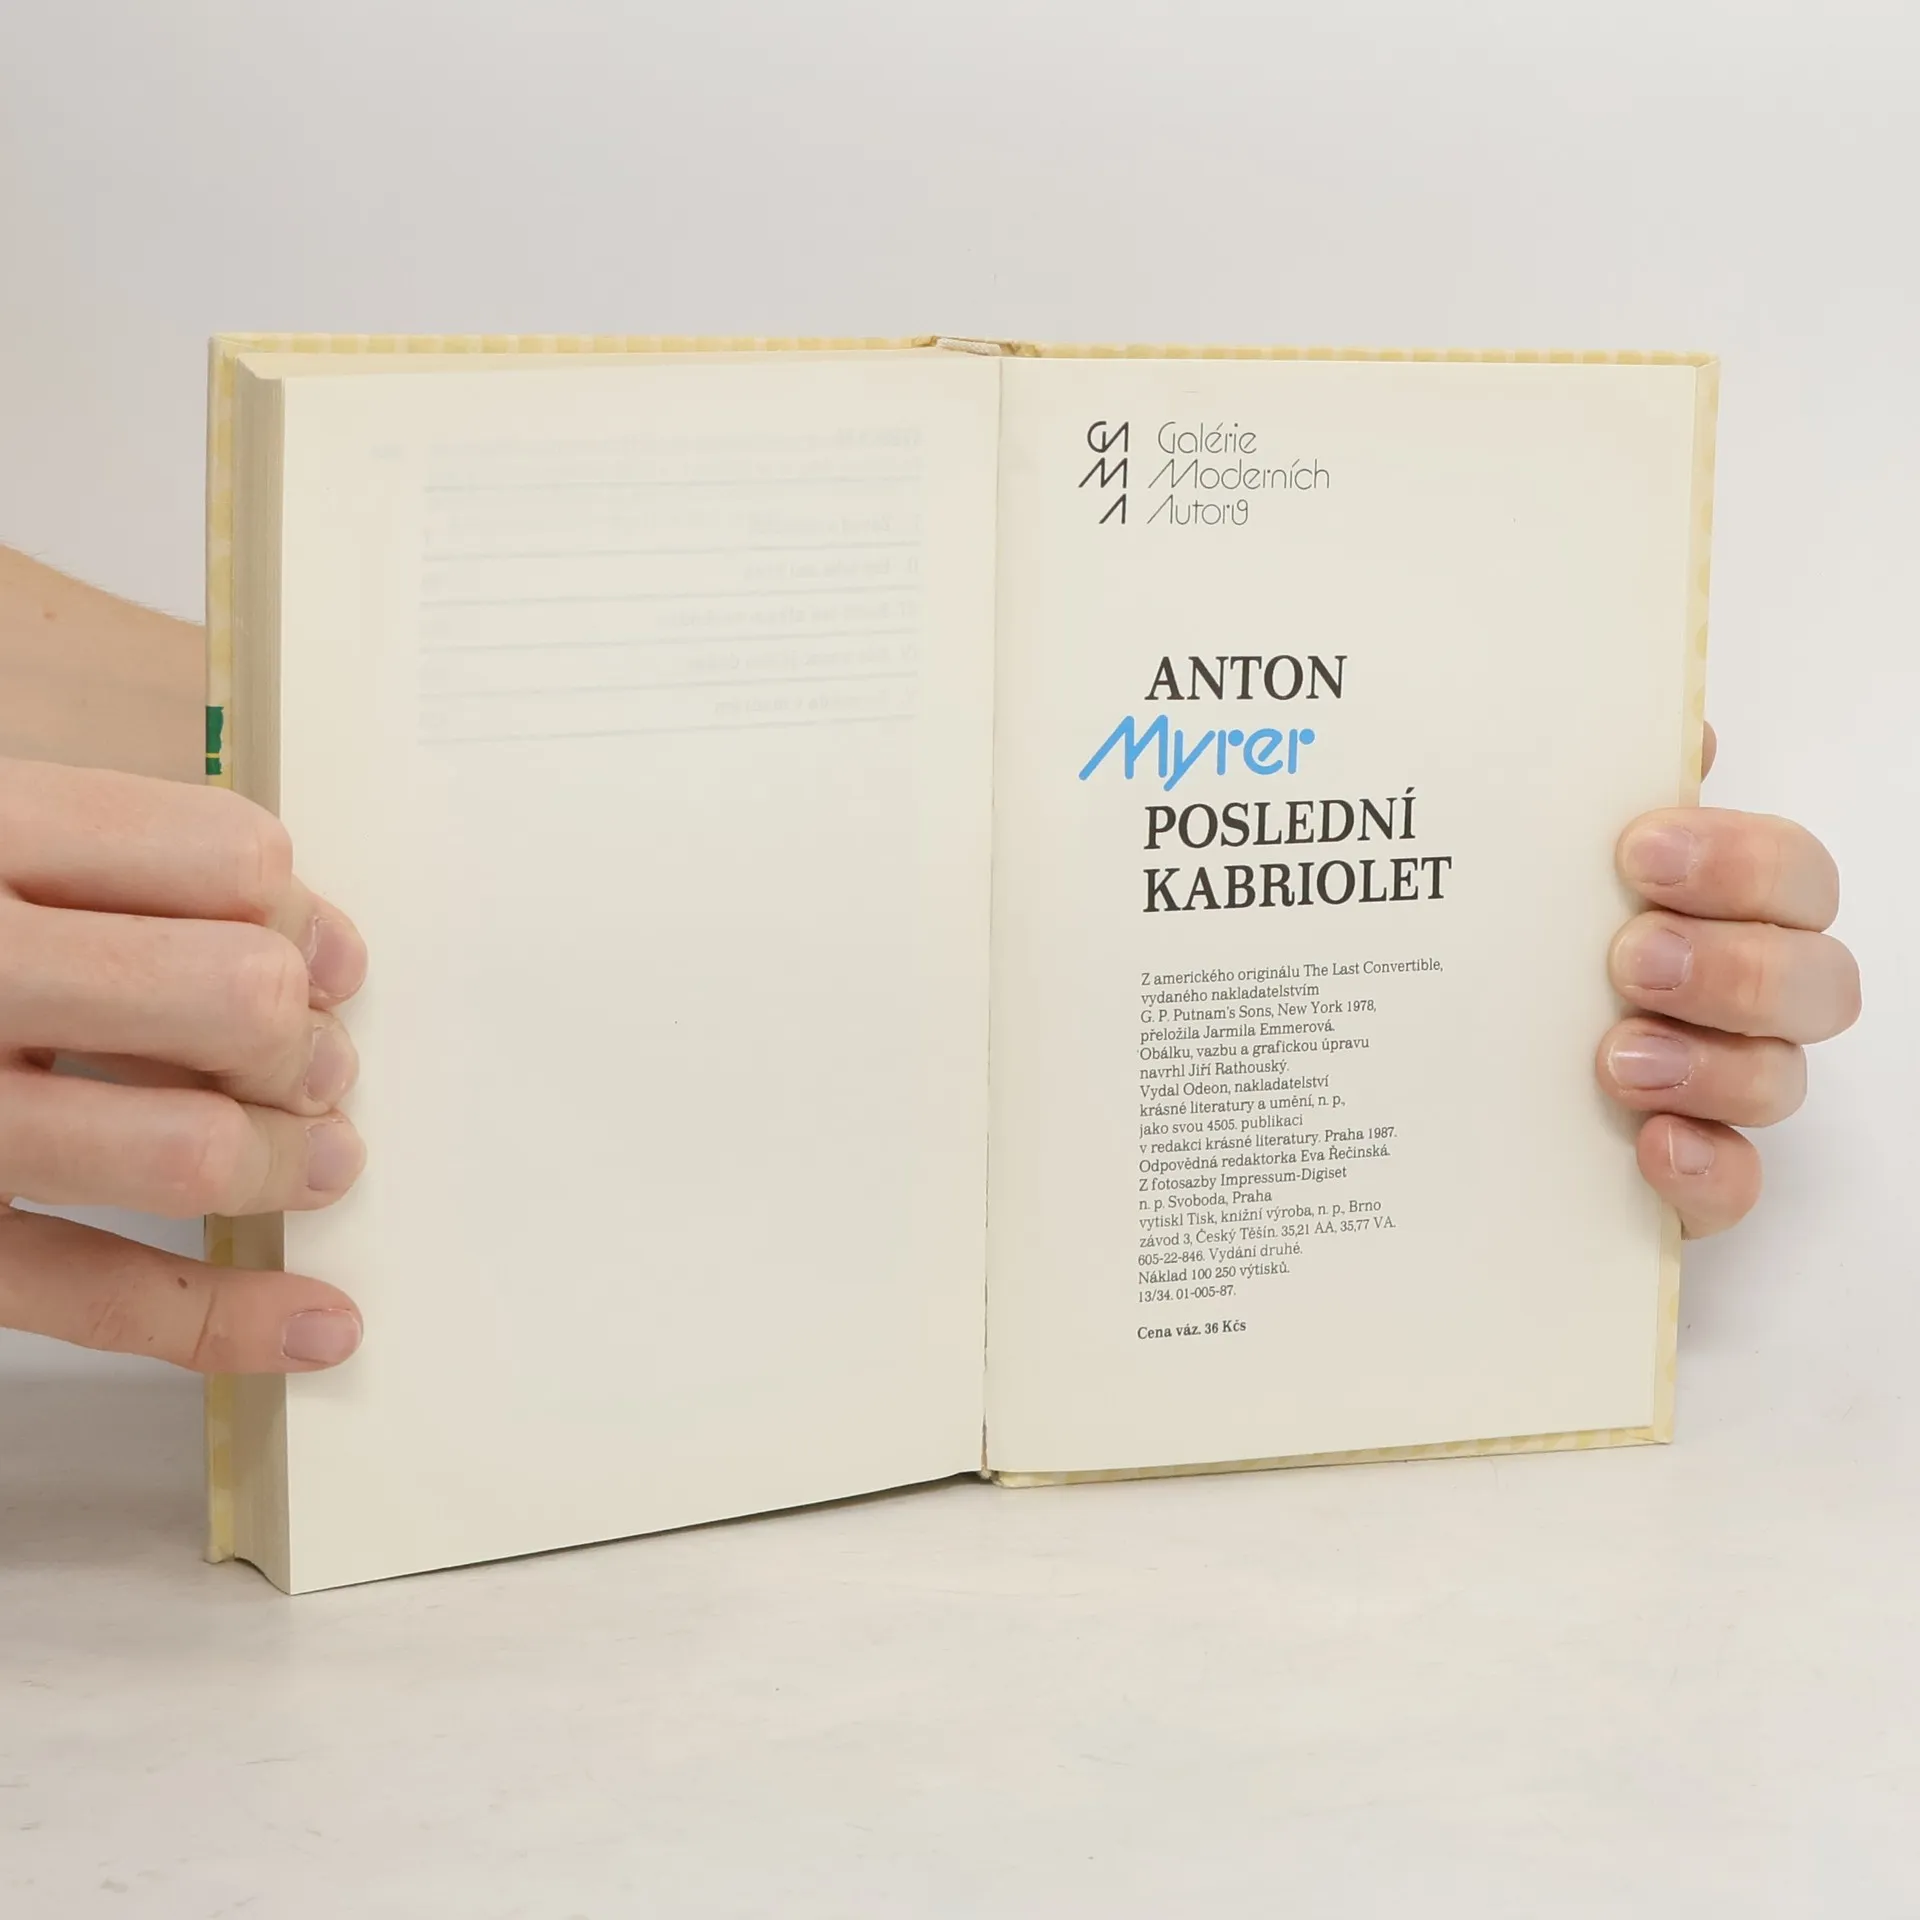 GM Galérie
M Moderních
A Autorů
ANTON
Myrer
POSLEDNÍ
KABRIOLET
Z amerického originálu The Last Convertible,
vydaného nakladatelstvím
G. P. Putnam's Sons, New York 1978,
přeložila Jarmila Emmerová.
Obálku, vazbu a grafickou úpravu
navrhl Jiří Rathouský.
Vydal Odeon, nakladatelství
krásné literatury a umění, n. p.,
jako svou 4505. publikaci
v redakci krásné literatury. Praha 1987.
Odpovědná redaktorka Eva Řečínská.
Z fotosazby Impressum-Digiset
n. p. Svoboda, Praha
vytiskl Tisk, knižní výroba, n. p., Brno
závod 3, Český Těšín. 35,21 AA, 35,77 VA.
605-22-846. Vydání druhé.
Náklad 100 250 výtisků.
13/34. 01-005-87.
Cena váz. 36 Kčs